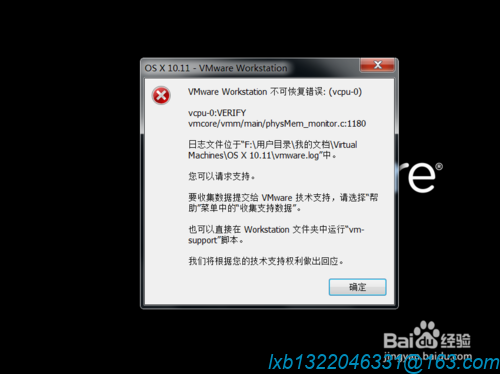 OS X 10.11 - VMware Workstation
VMware Workstation 不可恢复错误: (vcpu-0)
vcpu-0:VERIFY
vmcore/vmm/main/physMem_monitor.c:1180
日志文件位于“F:\用户目录\我的文档\Virtual
Machines\OS X 10.11\vmware.log”中。
您可以请求支持。
要收集数据提交给 VMware 技术支持，请选择“帮
助”菜单中的“收集支持数据”。
也可以直接在 Workstation 文件夹中运行“vm-
support”脚本。
我们将根据您的技术支持权利做出回应。
确定
re®
Bai du 经验
jingyan.baidu.com
lxb1322046331@163.com